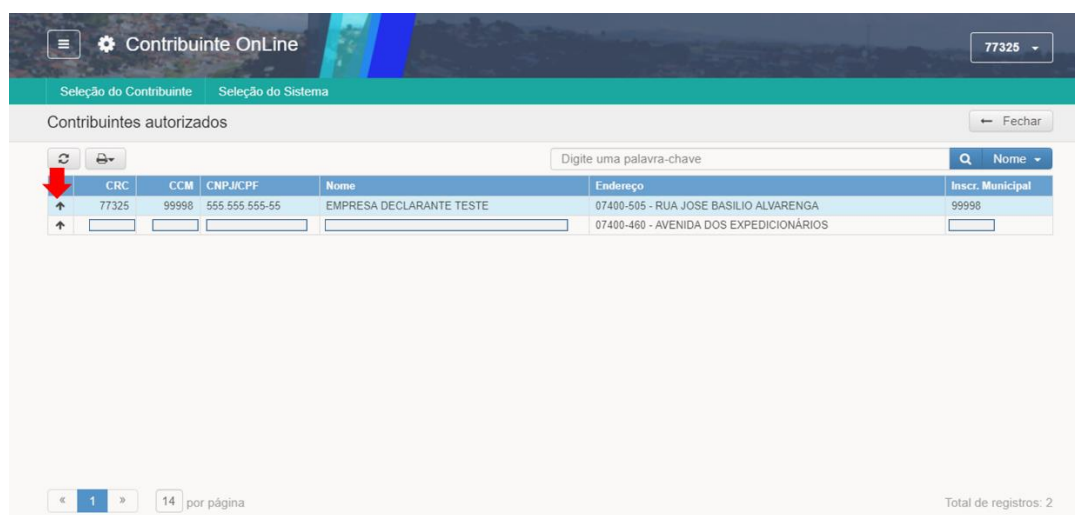 Contribuinte OnLine
77325
Seleção do Contribuinte Seleção do Sistema
Contribuintes autorizados
← Fechar
Digite uma palavra-chave
Nome
CRC CCM CNPJ/CPF Nome Endereço Inscr. Municipal
77325 99998 555.555.555-55 EMPRESA DECLARANTE TESTE 07400-505 - RUA JOSE BASILIO ALVARENGA 99998
07400-460 - AVENIDA DOS EXPEDICIONÁRIOS
« 1 » 14 por página
Total de registros: 2